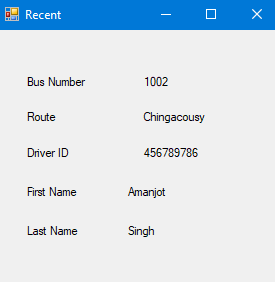 Recent
Bus Number 1002
Route Chingacousy
Driver ID 456789786
First Name Amanjot
Last Name Singh